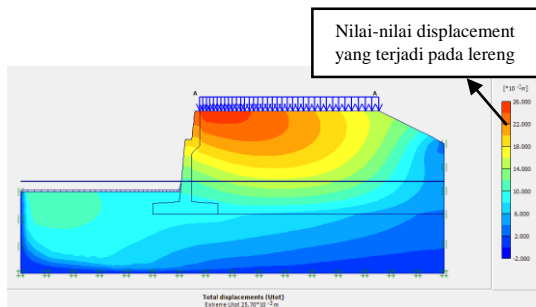 Nilai-nilai displacement
yang terjadi pada lereng
A
A
[*10 -3 m]
26.000
22.000
18.000
14.000
10.000
6.000
2.000
-2.000
Total displacements (Utot)
Extreme Utot 25.70*10 -3 m